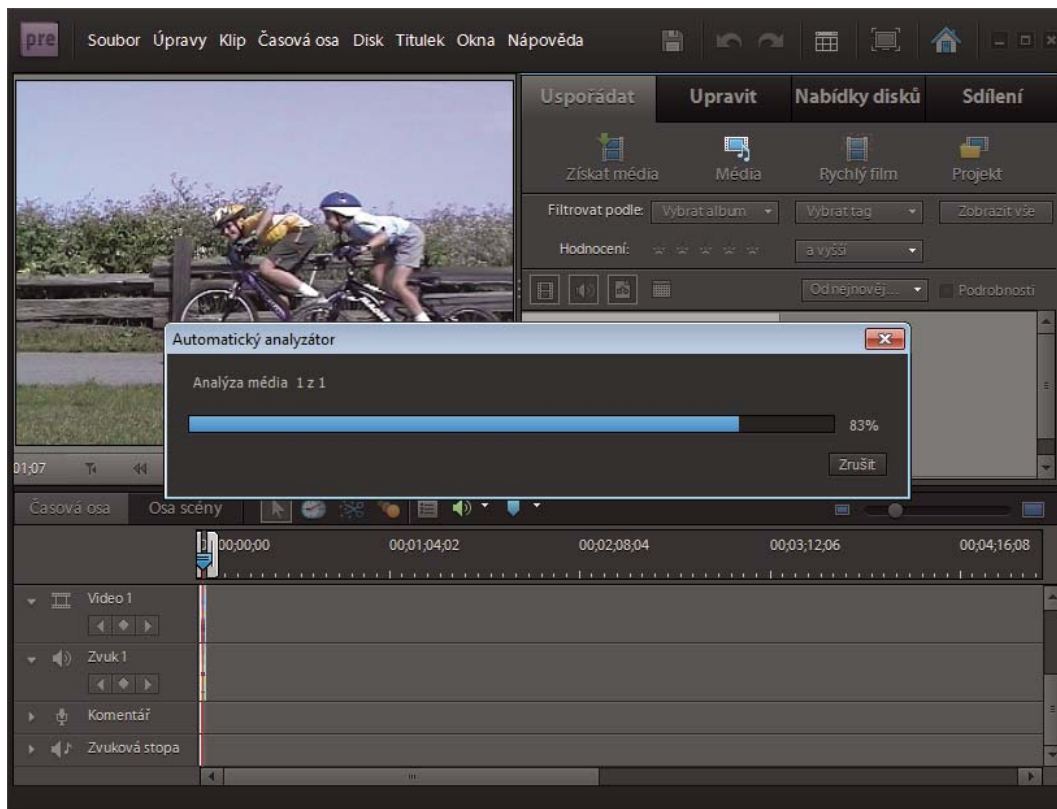 pre
Soubor Úpravy Klip Časová osa Disk Titulek Okna Nápověda
Uspořádat Upravit Nabídky disků Sdílení
Získat média Média Rychlý film Projekt
Filtrovat podle: Vybrat album Vybrat tag Zobrazit vše
Hodnocení: a vyšší
Od nejnověj... Podrobnosti
Automatický analyzátor
Analýza média 1 z 1
83%
Zrušit
01;07
Časová osa Osa scény
00;00;00 00;01;04;02 00;02;08;04 00;03;12;06 00;04;16;08
Video 1
Zvuk 1
Komentář
Zvuková stopa